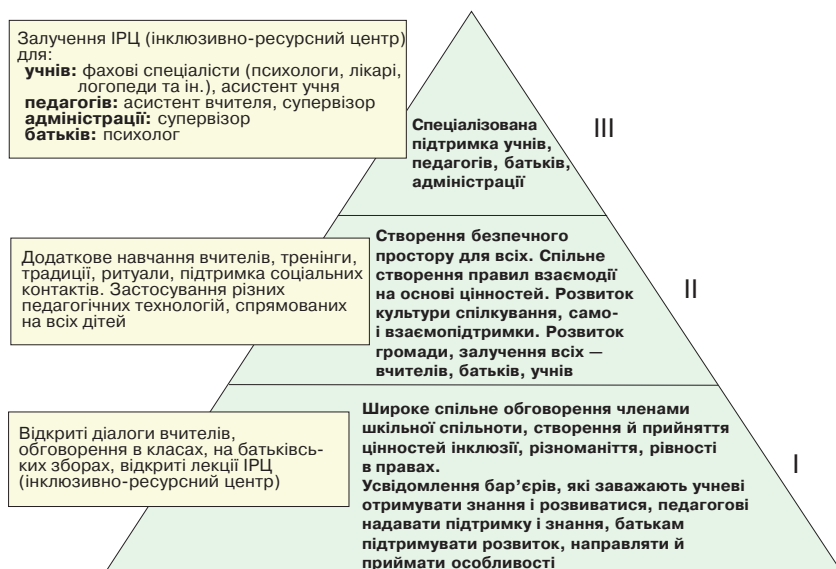 Залучення ІРЦ (інклюзивно-ресурсний центр)
для:
учнів: фахові спеціалісти (психологи, лікарі,
логопеди та ін.), асистент учня
педагогів: асистент вчителя, супервізор
адміністрації: супервізор
батьків: психолог
Спеціалізована
підтримка учнів,
педагогів, батьків,
адміністрації
III
Додаткове навчання вчителів, тренінги,
традиції, ритуали, підтримка соціальних
контактів. Застосування різних
педагогічних технологій, спрямованих
на всіх дітей
Створення безпечного
простору для всіх. Спільне
створення правил взаємодії
на основі цінностей. Розвиток
культури спілкування, само-
і взаємопідтримки. Розвиток
громади, залучення всіх —
вчителів, батьків, учнів
II
Відкриті діалоги вчителів,
обговорення в класах, на батьківсь-
ких зборах, відкриті лекції ІРЦ
(інклюзивно-ресурсний центр)
Широке спільне обговорення членами
шкільної спільноти, створення й прийняття
цінностей інклюзії, різноманіття, рівності
в правах.
Усвідомлення бар’єрів, які заважають учневі
отримувати знання і розвиватися, педагогові
надавати підтримку і знання, батькам
підтримувати розвиток, направляти й
приймати особливості
I